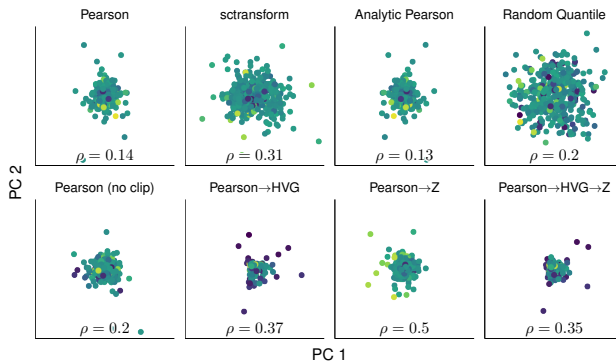 Pearson
sctransform
Analytic Pearson
Random Quantile
ρ = 0.14
ρ = 0.31
ρ = 0.13
ρ = 0.2
PC 2
Pearson (no clip)
Pearson→HVG
Pearson→Z
Pearson→HVG→Z
ρ = 0.2
ρ = 0.37
ρ = 0.5
ρ = 0.35
PC 1